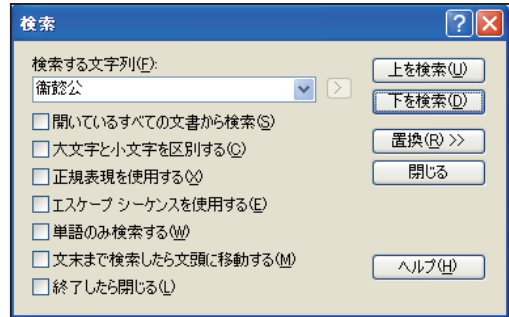 検索
検索する文字列(F):
衛懿公
開いているすべての文書から検索(S)
大文字と小文字を区別する(C)
正規表現を使用する(X)
エスケープ シーケンスを使用する(E)
単語のみ検索する(W)
文末まで検索したら文頭に移動する(M)
終了したら閉じる(L)
上を検索(U)
下を検索(D)
置換(R) >>
閉じる
ヘルプ(H)